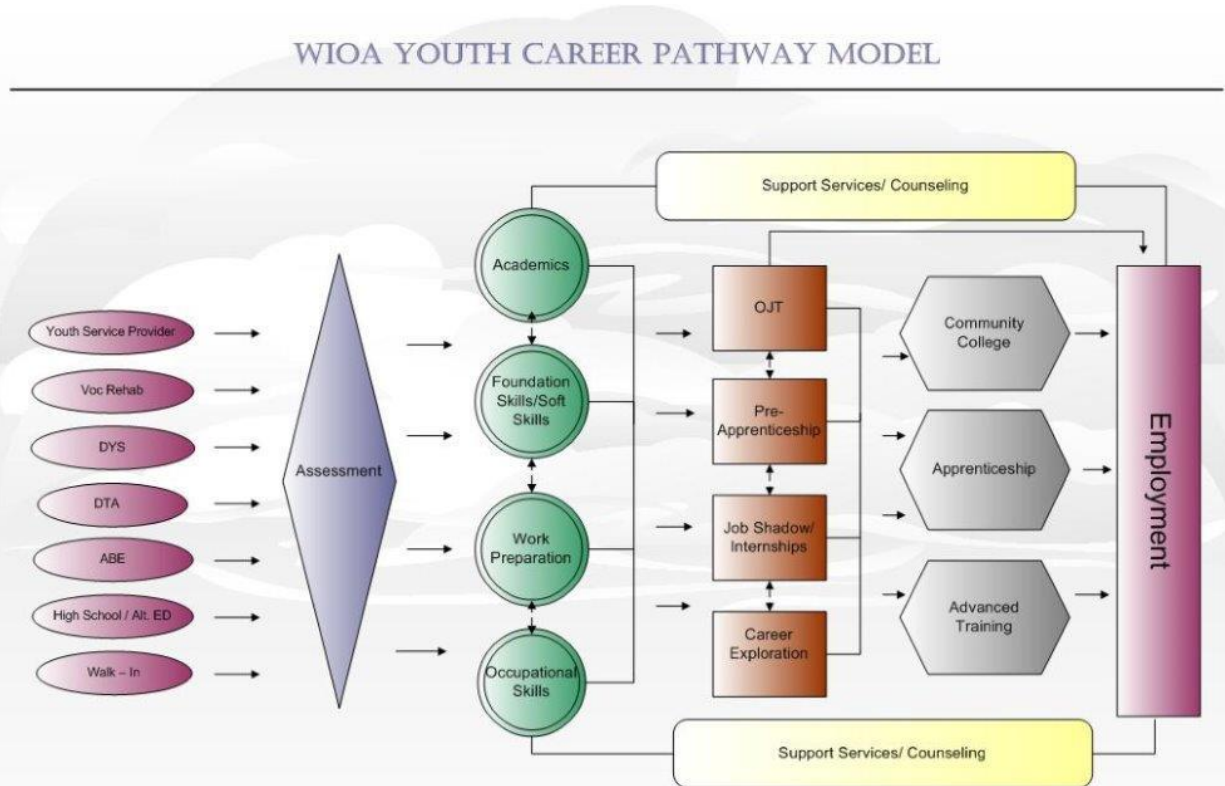 WIOA YOUTH CAREER PATHWAY MODEL
Support Services/ Counseling
Youth Service Provider
Voc Rehab
DYS
DTA
ABE
High School / Alt. ED
Walk – In
Assessment
Academics
Foundation
Skills/Soft
Skills
Work
Preparation
Occupational
Skills
OJT
Pre-
Apprenticeship
Job Shadow/
Internships
Career
Exploration
Community
College
Apprenticeship
Advanced
Training
Employment
Support Services/ Counseling